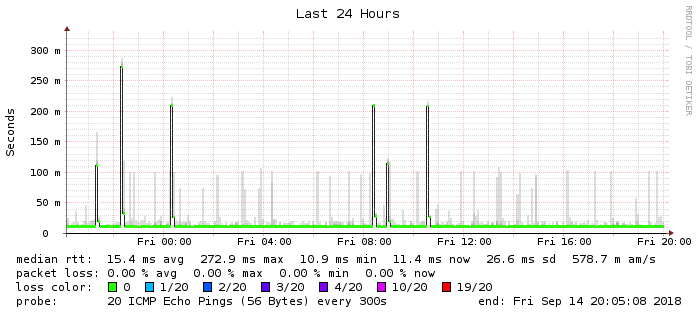 Last 24 Hours
RRDTOOL / TOBI OETIKER
Seconds
300 m
250 m
200 m
150 m
100 m
50 m
0
Fri 00:00 Fri 04:00 Fri 08:00 Fri 12:00 Fri 16:00 Fri 20:00
median rtt: 15.4 ms avg 272.9 ms max 10.9 ms min 11.4 ms now 26.6 ms sd 578.7 m am/s
packet loss: 0.00 % avg 0.00 % max 0.00 % min 0.00 % now
loss color: 0 1/20 2/20 3/20 4/20 10/20 19/20
probe: 20 ICMP Echo Pings (56 Bytes) every 300s end: Fri Sep 14 20:05:08 2018